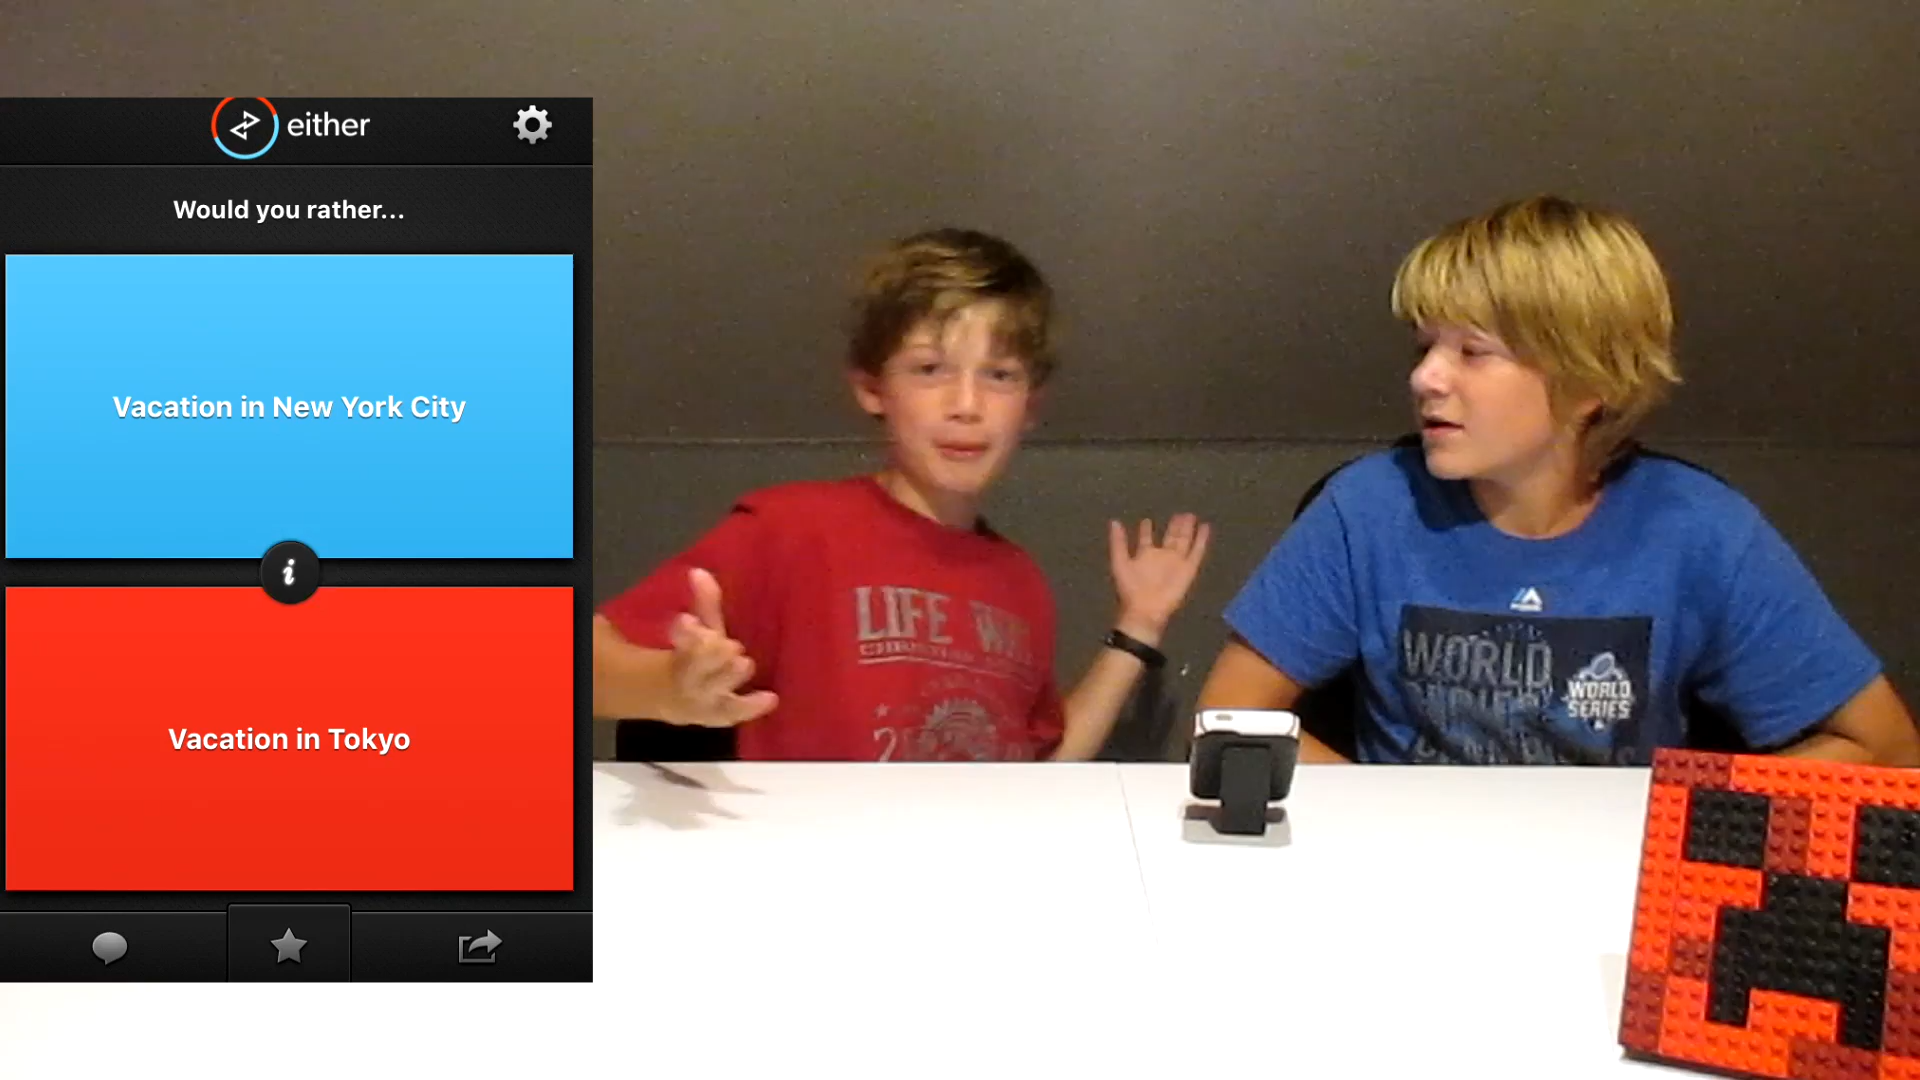 either
Would you rather...
Vacation in New York City
i
Vacation in Tokyo
LIFE
WORLD
WORLD
SERIES